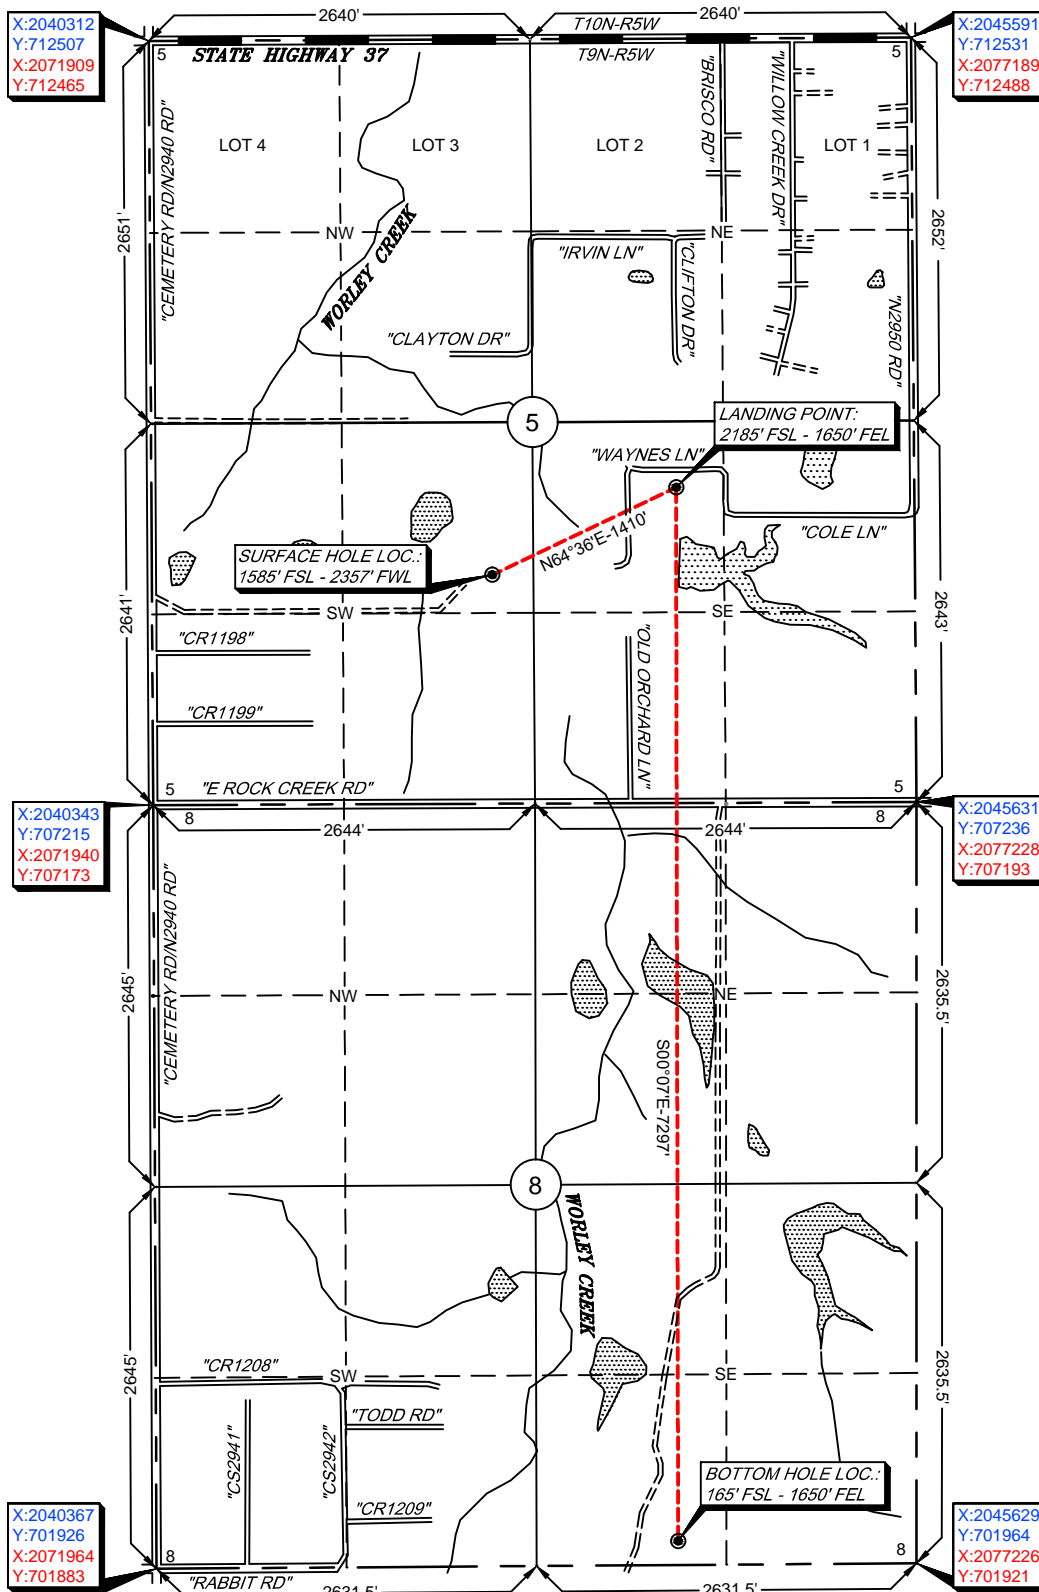 2640'
T10N-R5W
2640'
X:2040312
Y:712507
X:2071909
Y:712465
X:2045591
Y:712531
X:2077189
Y:712488
5
STATE HIGHWAY 37
T9N-R5W
5
"CEMETERY RD/N2940 RD"
LOT 4
LOT 3
LOT 2
"BRISCO RD"
"WILLOW CREEK DR"
LOT 1
2651'
NW
WORLEY CREEK
NE
2652'
"IRVIN LN"
"CLIFTON DR"
"CLAYTON DR"
"N2950 RD"
5
LANDING POINT:
2185' FSL - 1650' FEL
"WAYNES LN"
"COLE LN"
N64°36'E-1410'
SURFACE HOLE LOC.:
1585' FSL - 2357' FWL
2641'
SW
SE
2643'
"CR1198"
"OLD ORCHARD LN"
"CR1199"
5
"E ROCK CREEK RD"
5
X:2040343
Y:707215
X:2071940
Y:707173
8
2644'
2644'
8
X:2045631
Y:707236
X:2077228
Y:707193
"CEMETERY RD/N2940 RD"
2645'
NW
NE
2635.5'
S00°07'E-7297'
8
WORLEY CREEK
2645'
"CR1208"
SW
SE
2635.5'
"TODD RD"
"CS2941"
"CS2942"
"CR1209"
BOTTOM HOLE LOC.:
165' FSL - 1650' FEL
X:2040367
Y:701926
X:2071964
Y:701883
8
8
X:2045629
Y:701964
X:2077226
Y:701921
"RABBIT RD"
2631.5'
2631.5'